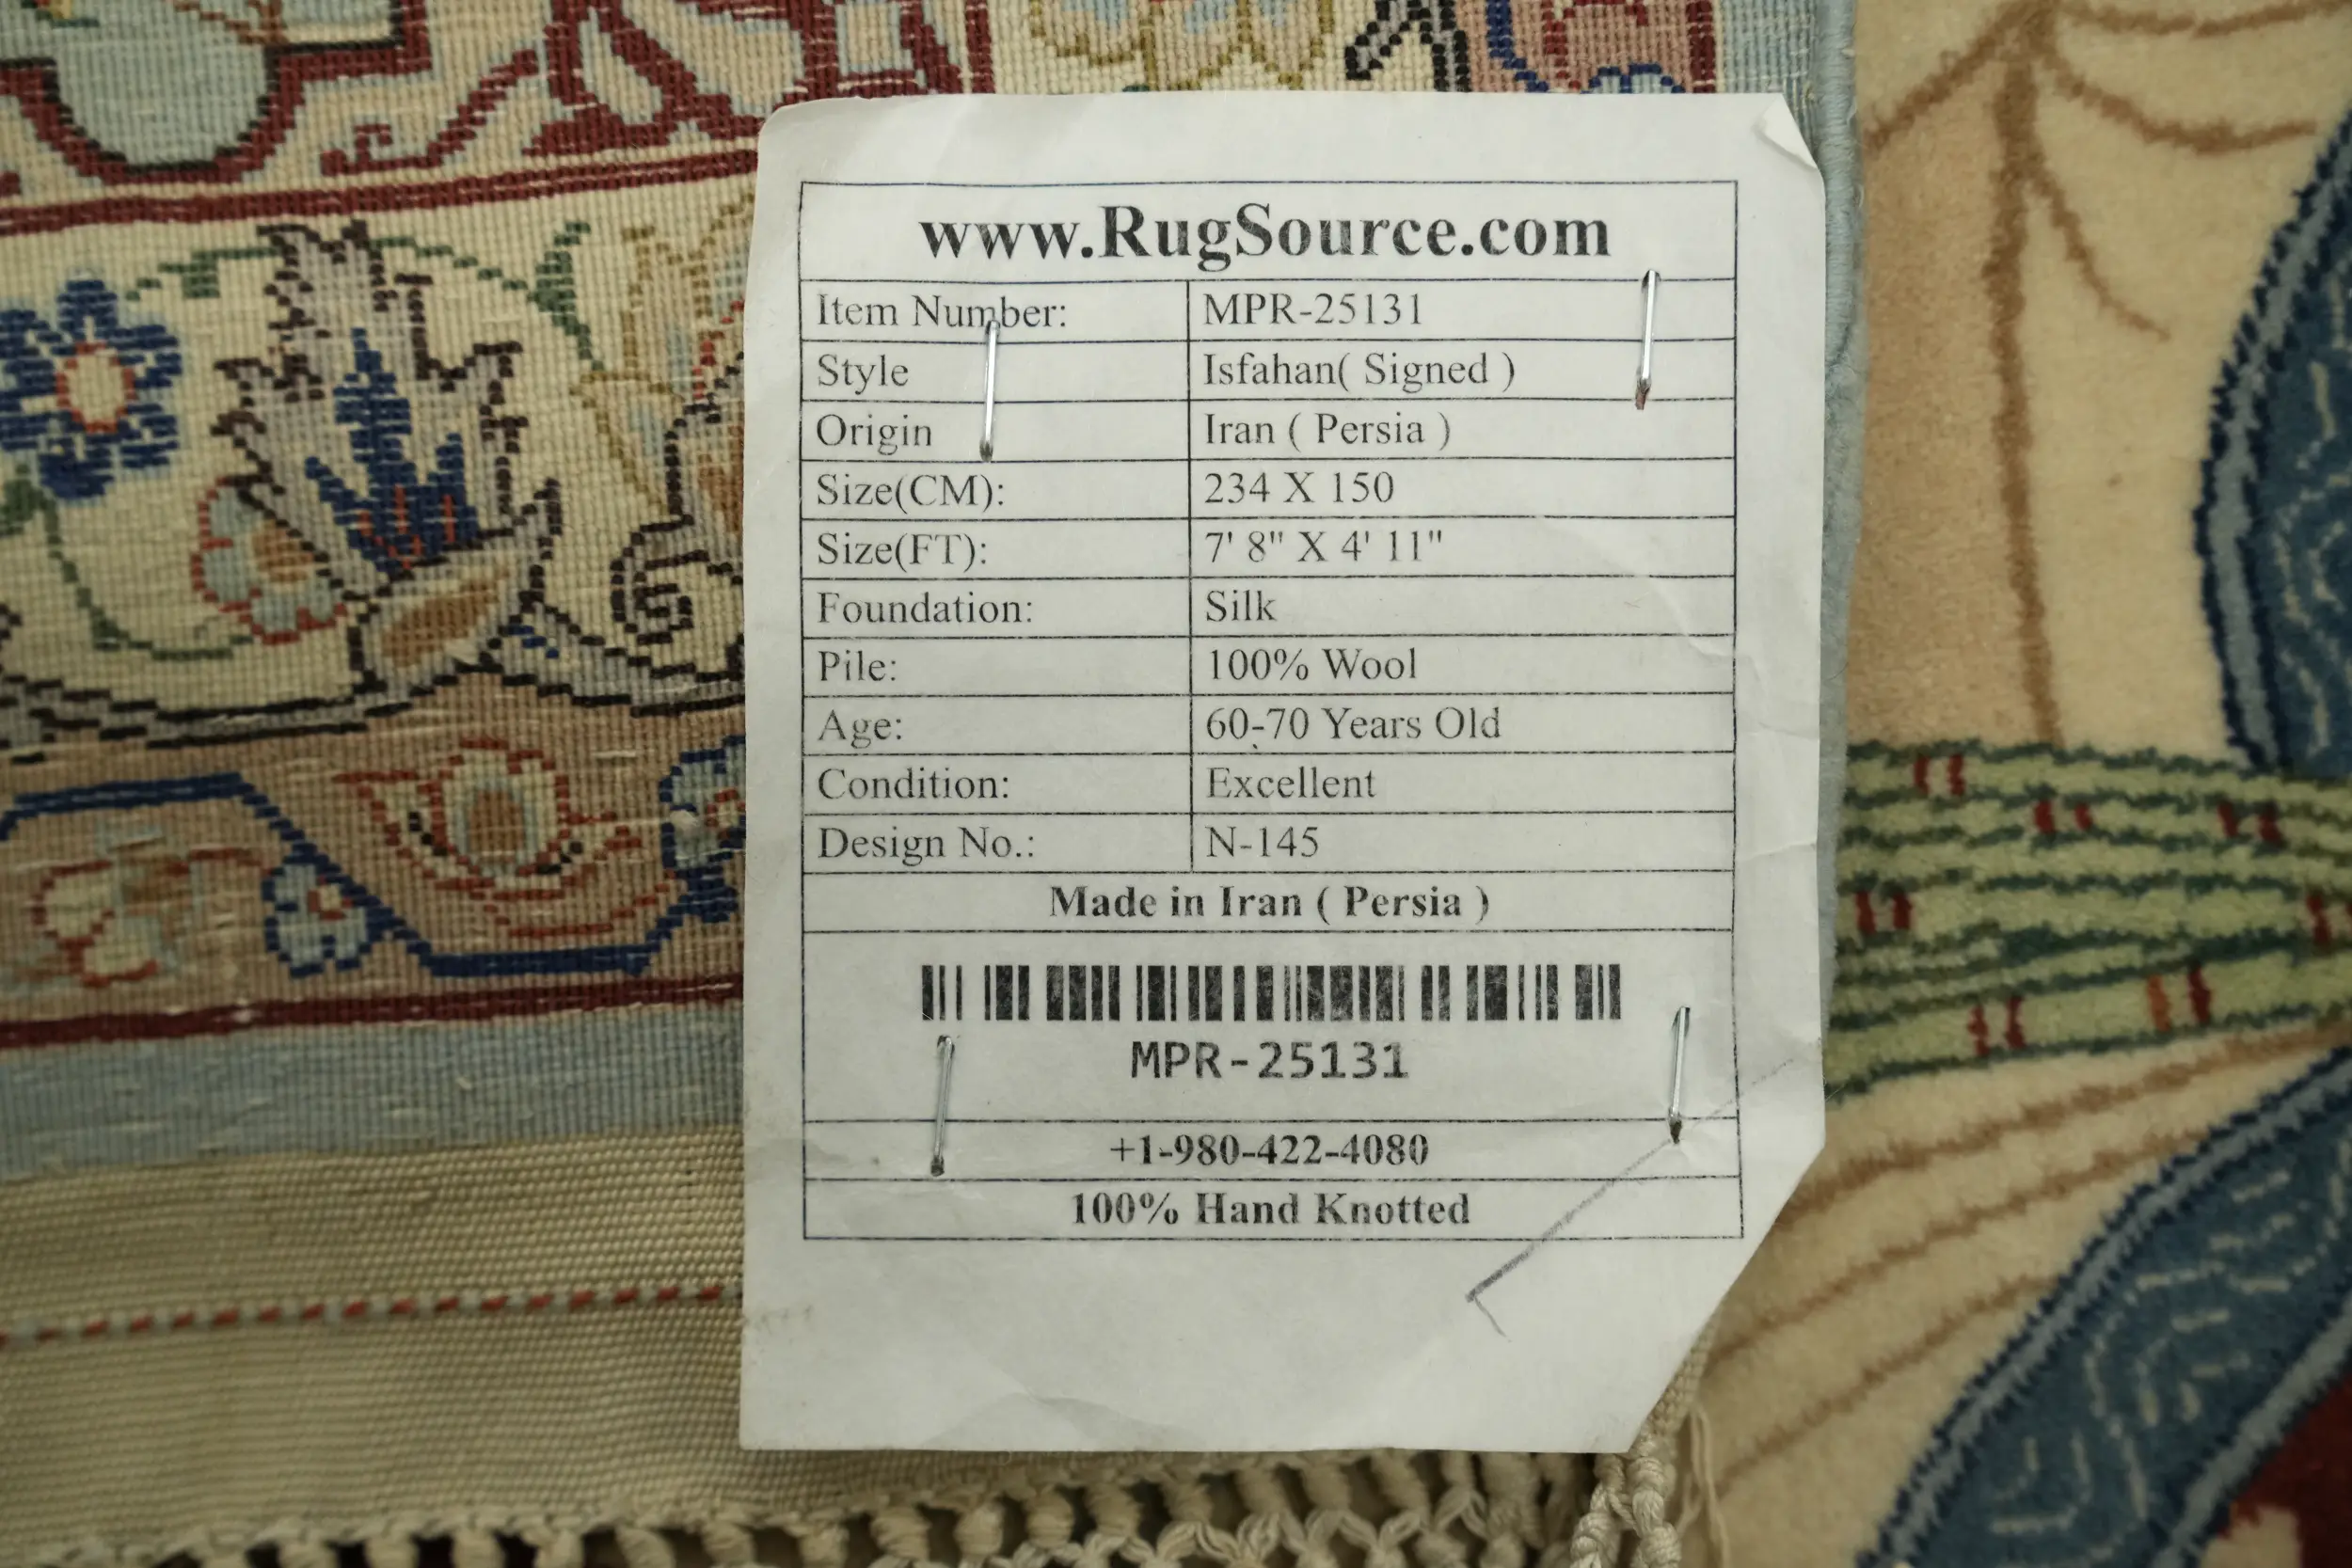 www.RugSource.com
Item Number: MPR-25131
Style Isfahan( Signed )
Origin Iran ( Persia )
Size(CM): 234 X 150
Size(FT): 7' 8" X 4' 11"
Foundation: Silk
Pile: 100% Wool
Age: 60-70 Years Old
Condition: Excellent
Design No.: N-145
Made in Iran ( Persia )
MPR-25131
+1-980-422-4080
100% Hand Knotted